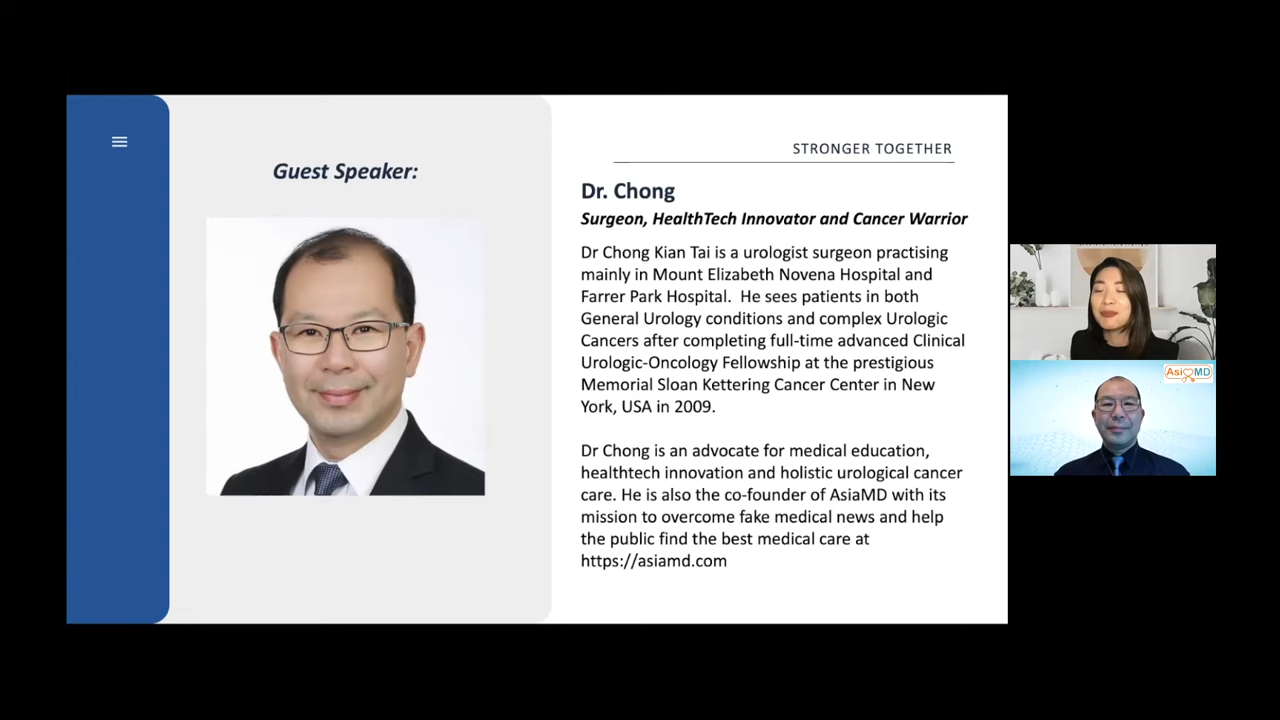 Guest Speaker:
STRONGER TOGETHER
Dr. Chong
Surgeon, HealthTech Innovator and Cancer Warrior
Dr Chong Kian Tai is a urologist surgeon practising
mainly in Mount Elizabeth Novena Hospital and
Farrer Park Hospital.  He sees patients in both
General Urology conditions and complex Urologic
Cancers after completing full-time advanced Clinical
Urologic-Oncology Fellowship at the prestigious
Memorial Sloan Kettering Cancer Center in New
York, USA in 2009.
Dr Chong is an advocate for medical education,
healthtech innovation and holistic urological cancer
care. He is also the co-founder of AsiaMD with its
mission to overcome fake medical news and help
the public find the best medical care at
https://asiamd.com
AsiaMD